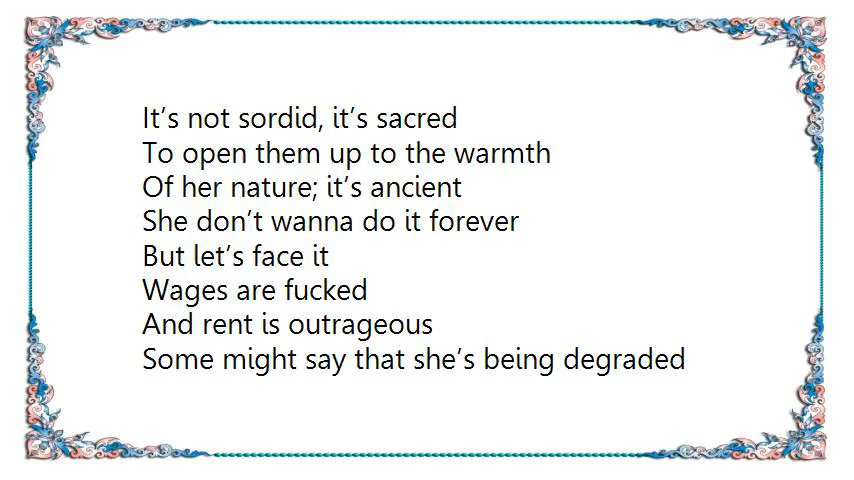 It’s not sordid, it’s sacred
To open them up to the warmth
Of her nature; it’s ancient
She don’t wanna do it forever
But let’s face it
Wages are fucked
And rent is outrageous
Some might say that she’s being degraded